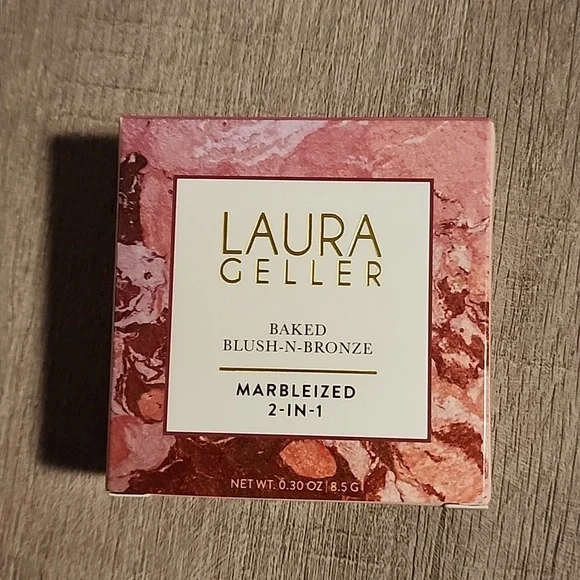 LAURA
GELLER
BAKED
BLUSH-N-BRONZE
MARBLEIZED
2-IN-1
NET WT. 0.30 OZ | 8.5 G